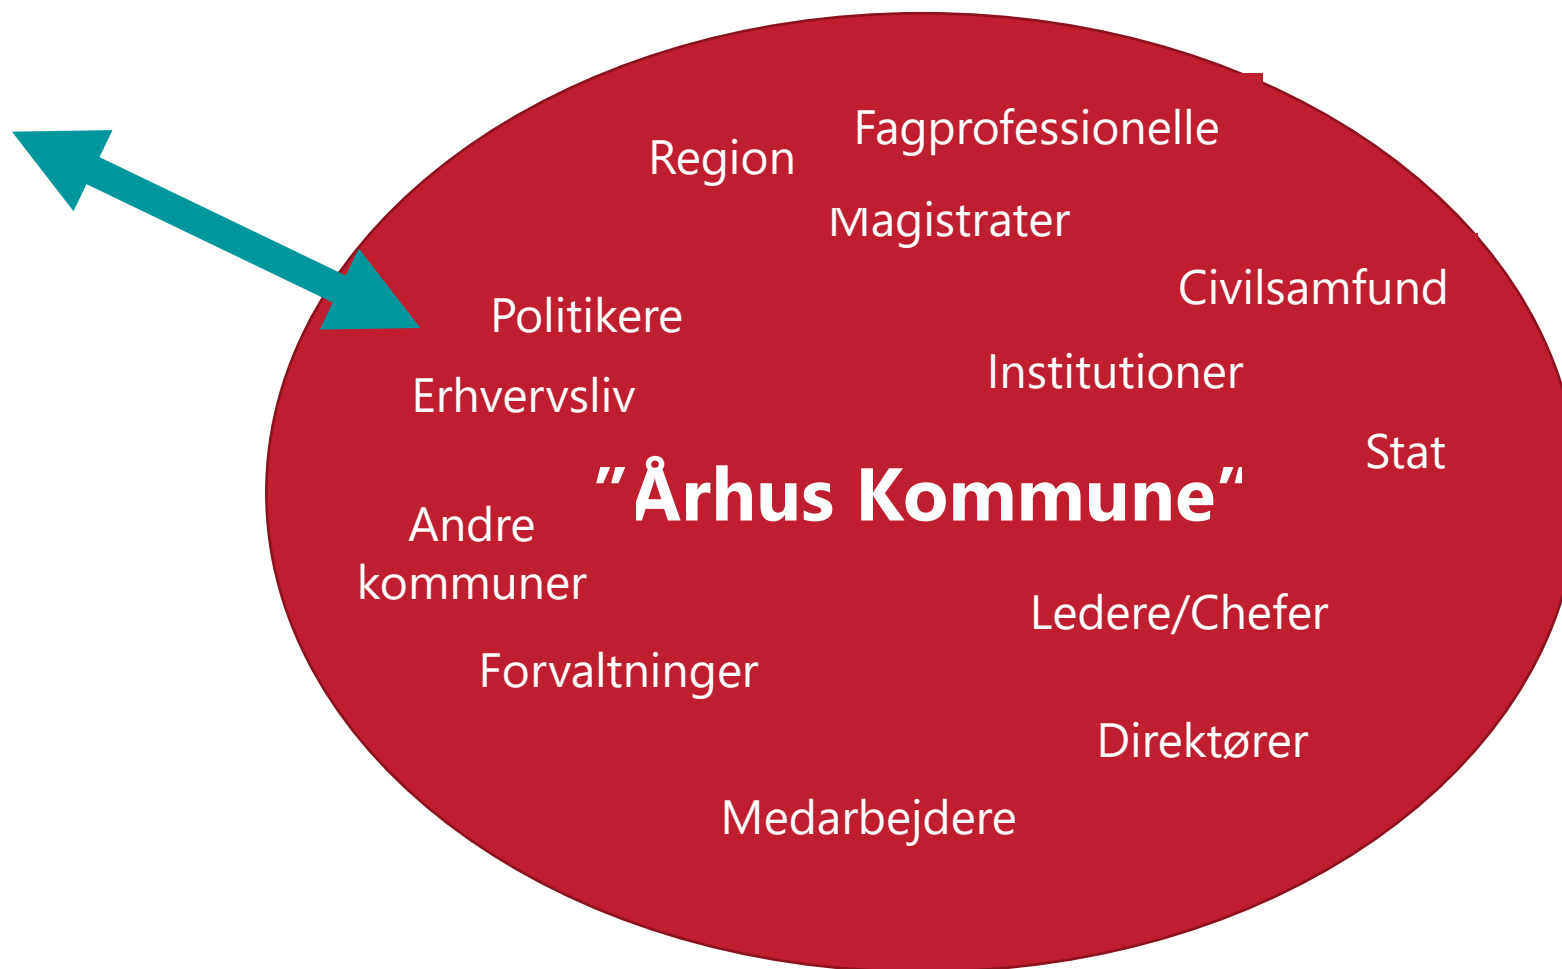 Fagprofessionelle
Region
Magistrater
Civilsamfund
Politikere
Institutioner
Erhvervsliv
Stat
”Århus Kommune“
Andre
kommuner
Ledere/Chefer
Forvaltninger
Direktører
Medarbejdere